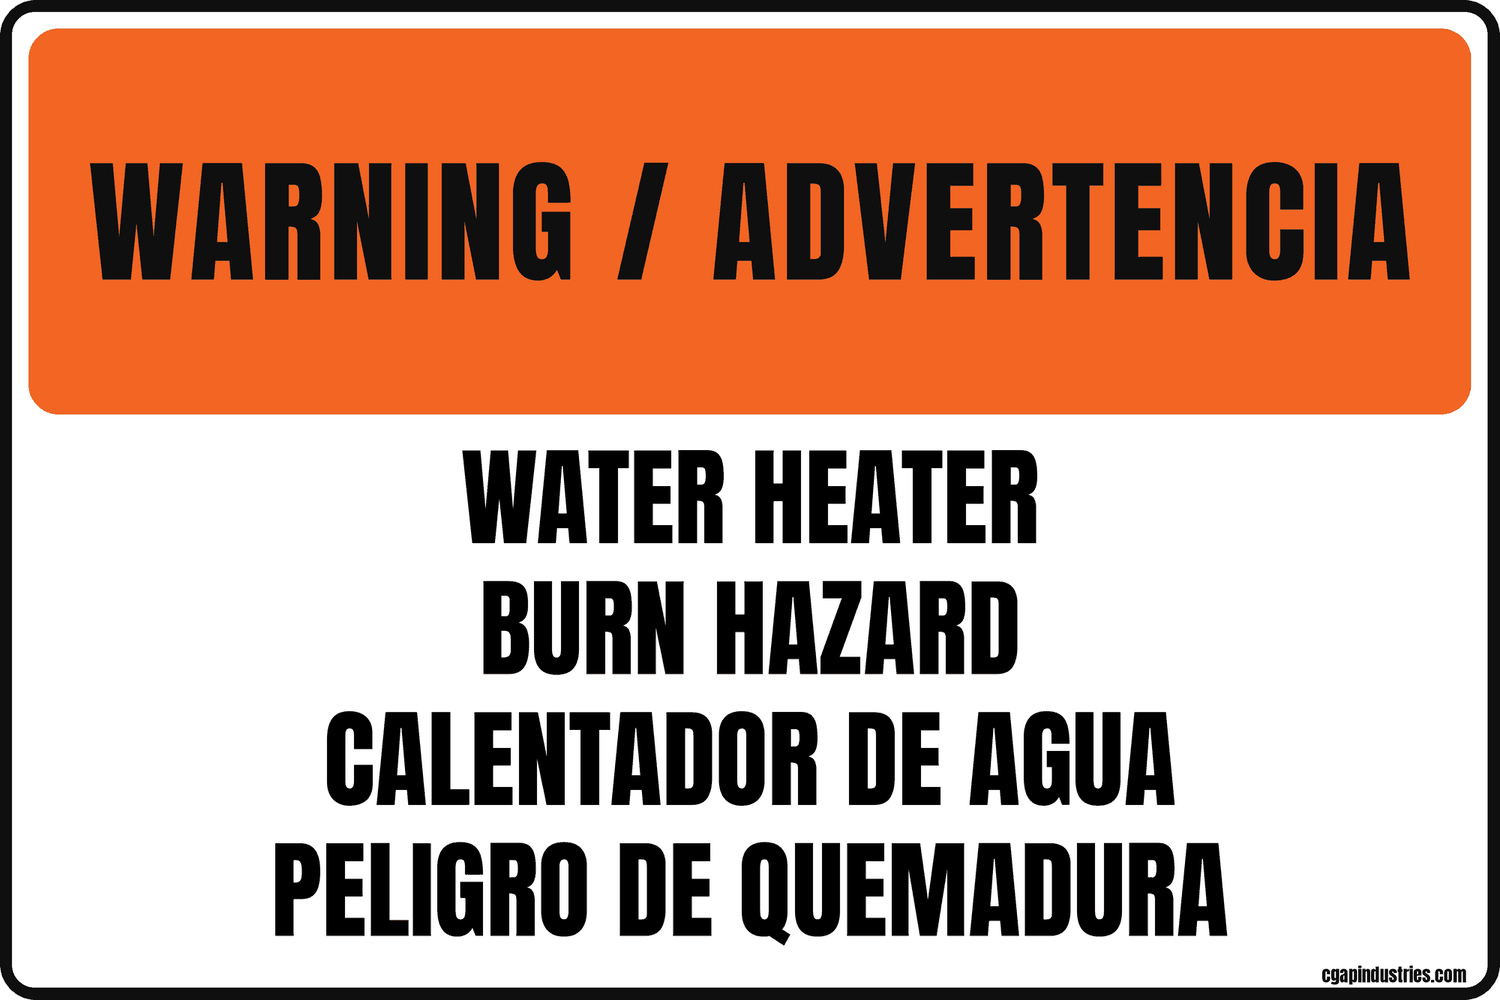 WARNING / ADVERTENCIA
WATER HEATER
BURN HAZARD
CALENTADOR DE AGUA
PELIGRO DE QUEMADURA
cgapindustries.com